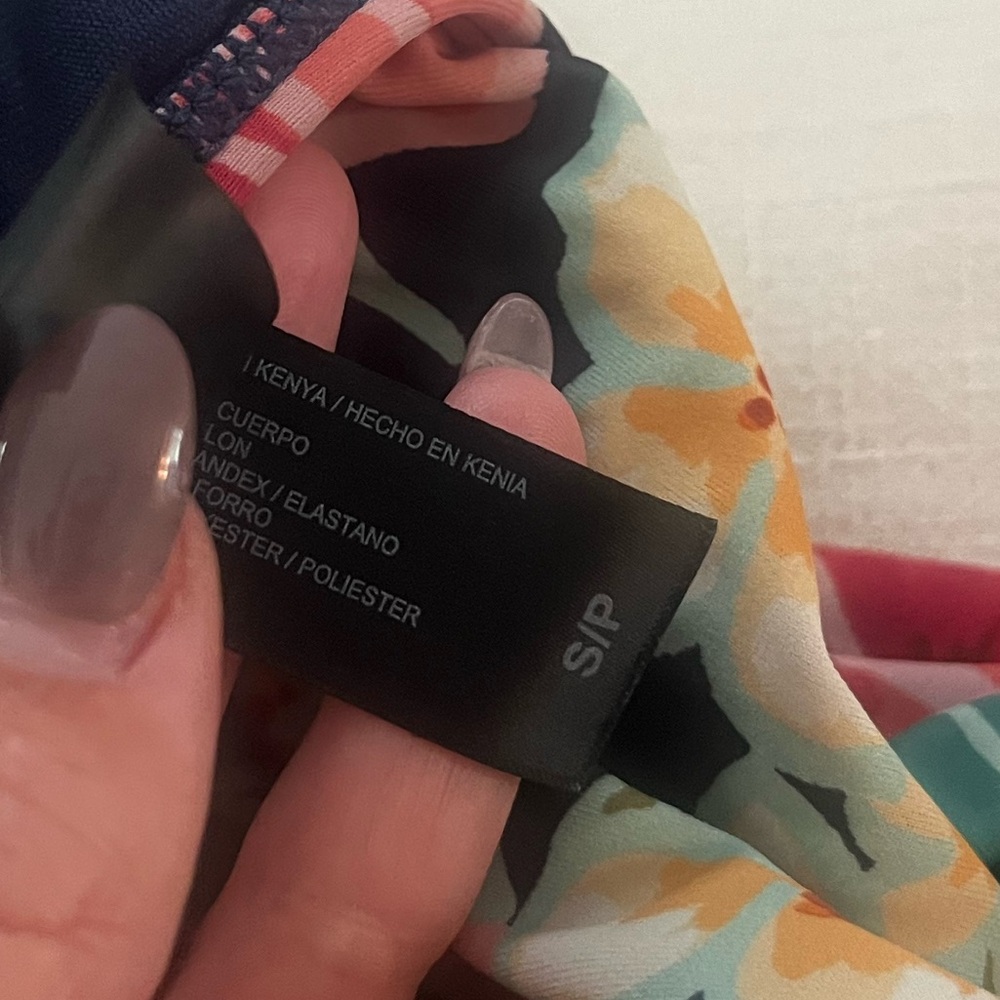 KENYA / HECHO EN KENIA
CUERPO
LON
ANDEX / ELASTANO
FORRO
ESTER / POLIESTER
S/P